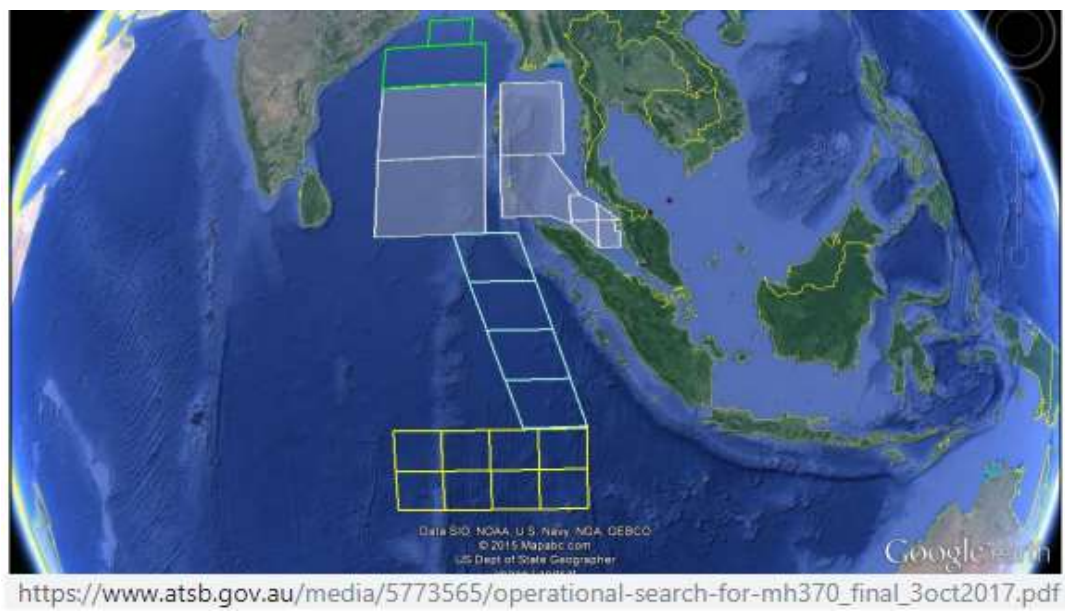 Data SIO, NOAA, U.S. Navy, NGA, GEBCO
© 2015 Mapabc.com
US Dept of State Geographer
Google earth
https://www.atsb.gov.au/media/5773565/operational-search-for-mh370_final_3oct2017.pdf